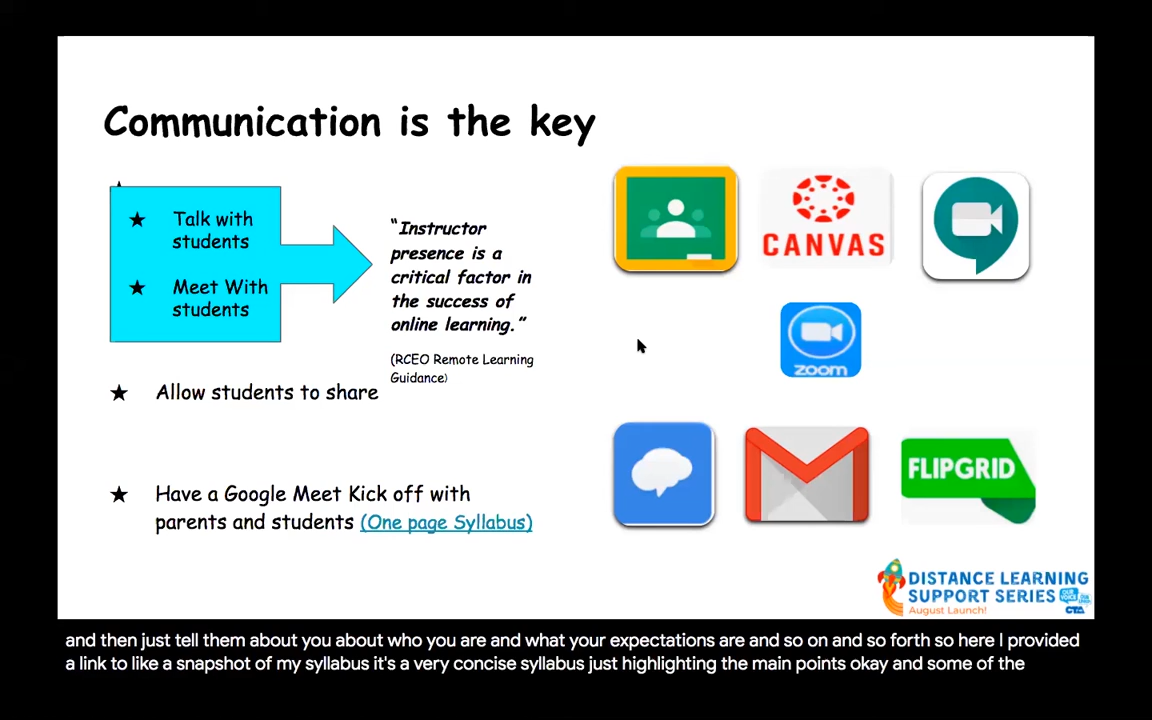 Communication is the key
★ Talk with
students
★ Meet With
students
"Instructor
presence is a
critical factor in
the success of
online learning."
(RCEO Remote Learning
Guidance)
★ Allow students to share
★ Have a Google Meet Kick off with
parents and students (One page Syllabus)
CANVAS
zoom
FLIPGRID
DISTANCE LEARNING
SUPPORT SERIES
August Launch!
OUR VOICE
CTA
and then just tell them about you about who you are and what your expectations are and so on and so forth so here I provided
a link to like a snapshot of my syllabus it's a very concise syllabus just highlighting the main points okay and some of the